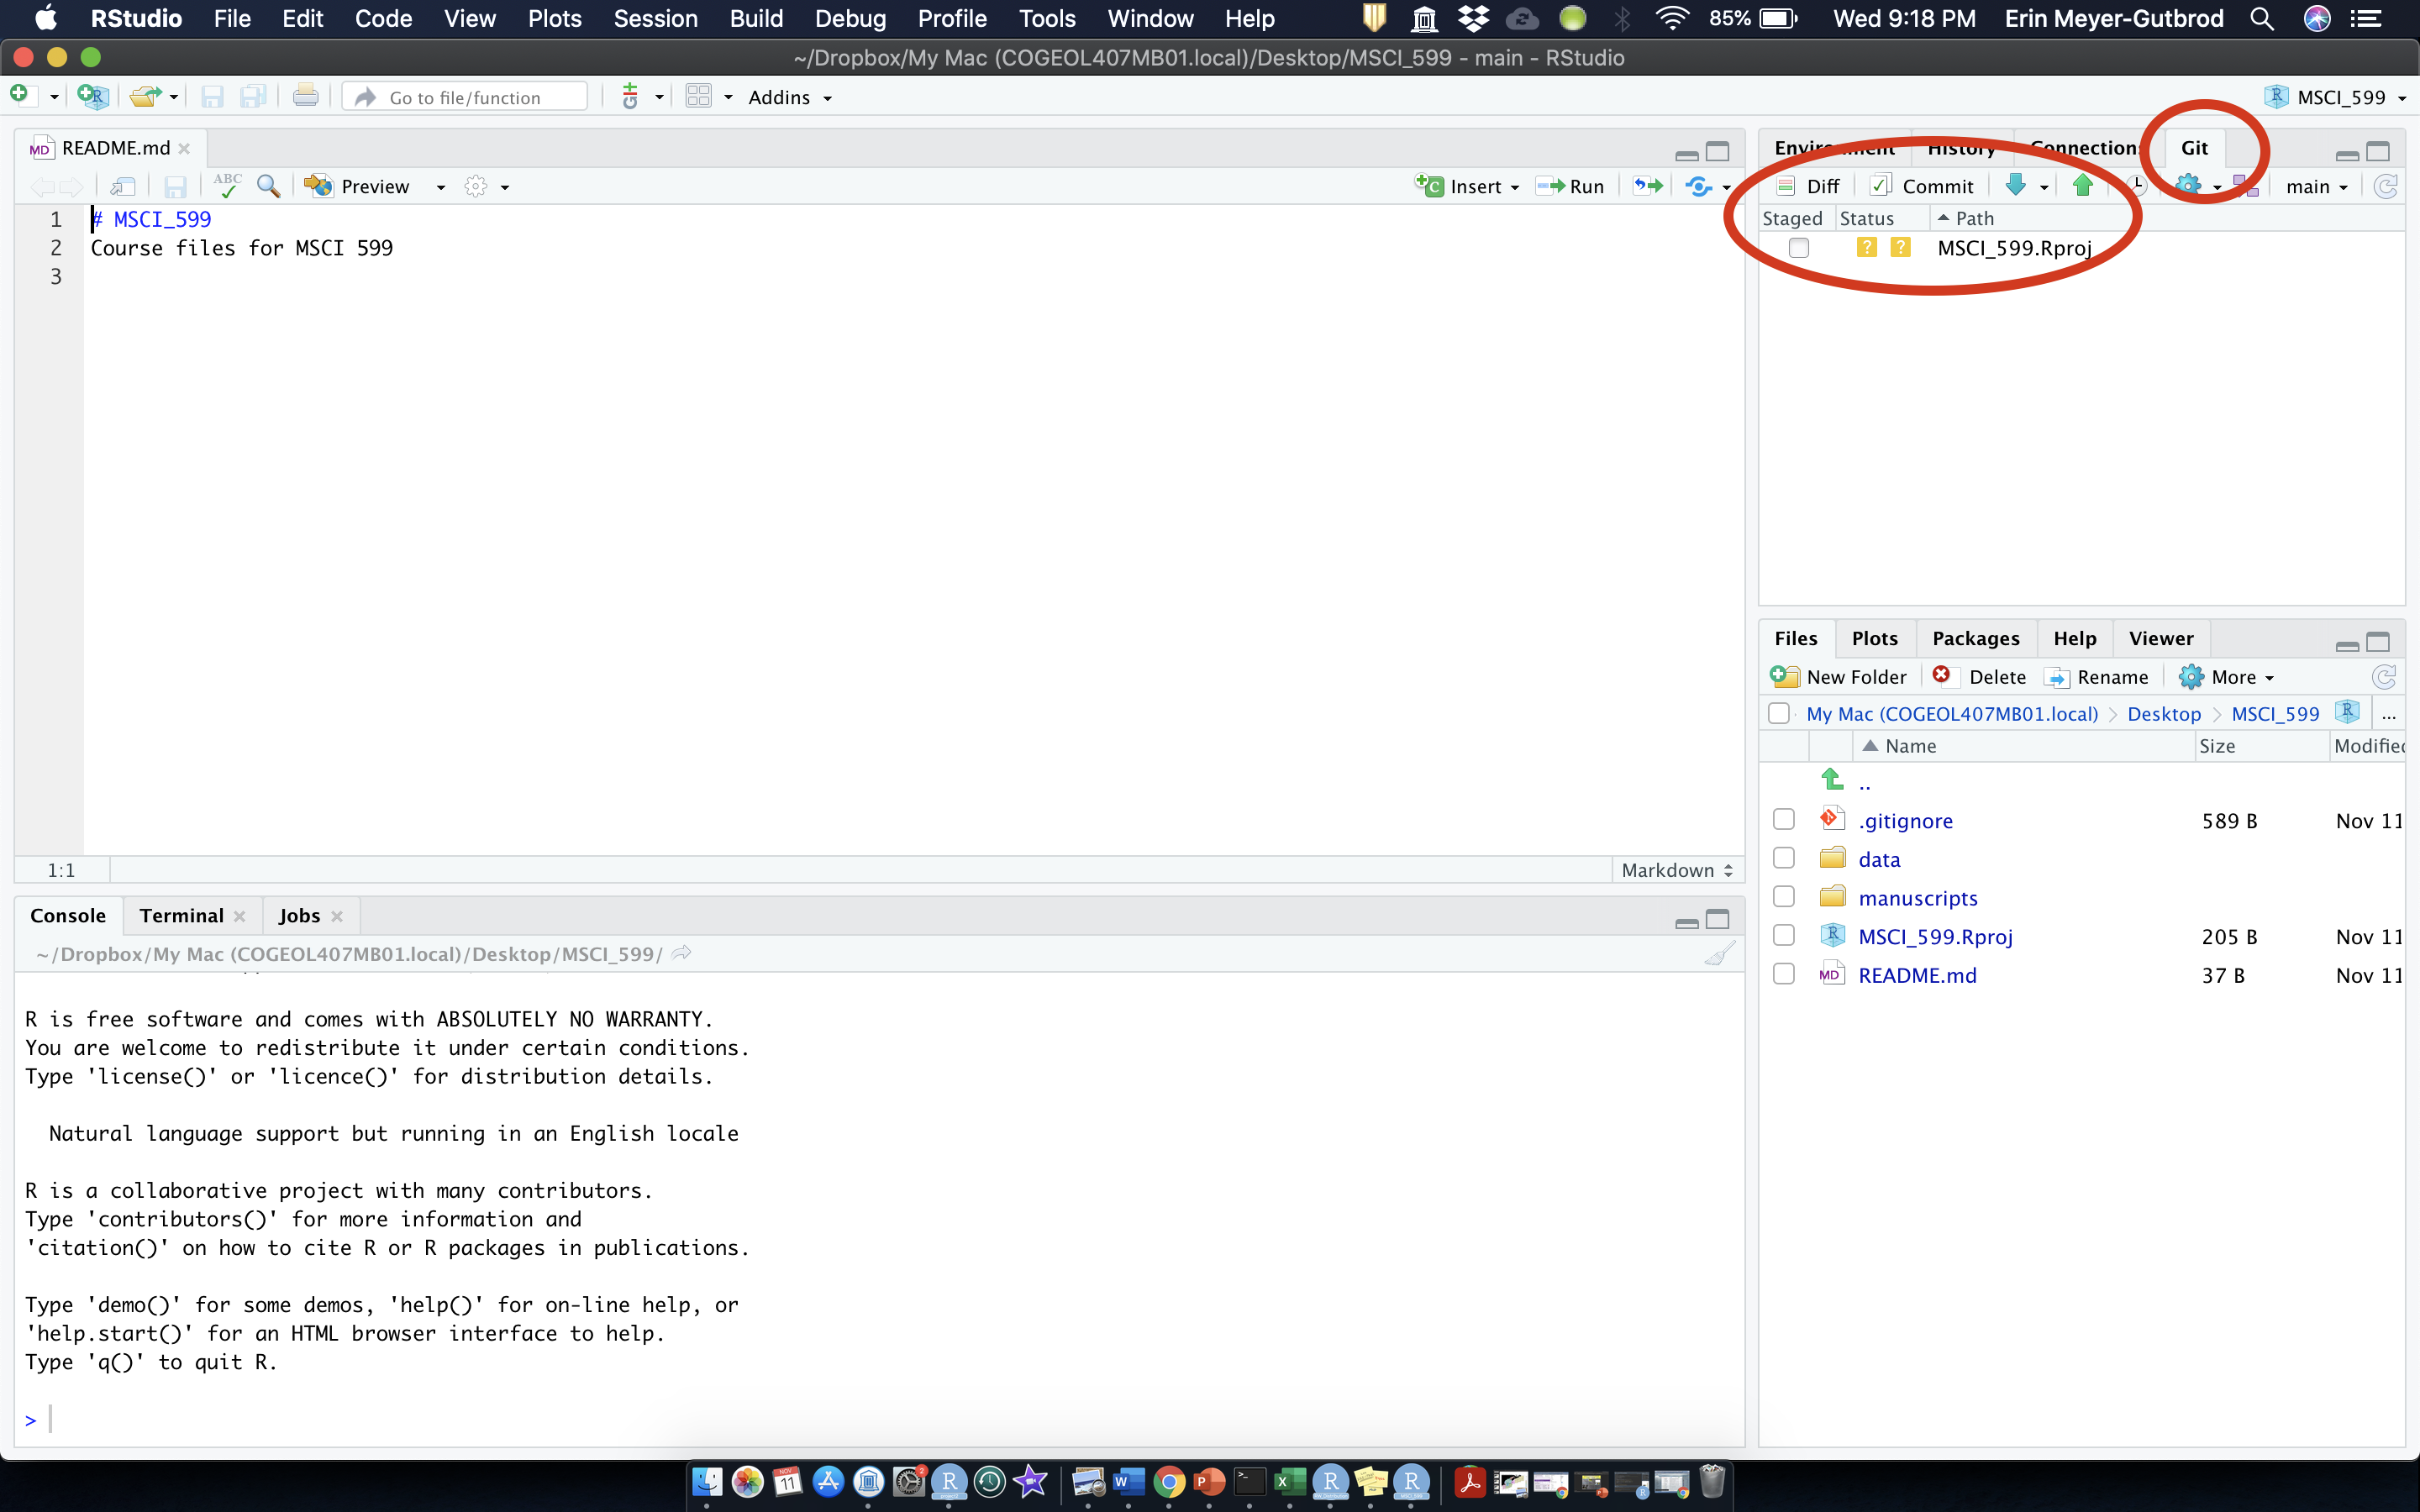 RStudio File Edit Code View Plots Session Build Debug Profile Tools Window Help 85% Wed 9:18 PM Erin Meyer-Gutbrod
~/Dropbox/My Mac (COGEOL407MB01.local)/Desktop/MSCI_599 - main - RStudio
Go to file/function Addins MSCI_599
README.md
ABC Preview Insert Run
1 # MSCI_599
2 Course files for MSCI 599
3
1:1 Markdown
Environment History Connections Git
Diff Commit main
Staged Status Path
? ? MSCI_599.Rproj
Console Terminal Jobs
~/Dropbox/My Mac (COGEOL407MB01.local)/Desktop/MSCI_599/
R is free software and comes with ABSOLUTELY NO WARRANTY.
You are welcome to redistribute it under certain conditions.
Type 'license()' or 'licence()' for distribution details.
Natural language support but running in an English locale
R is a collaborative project with many contributors.
Type 'contributors()' for more information and
'citation()' on how to cite R or R packages in publications.
Type 'demo()' for some demos, 'help()' for on-line help, or
'help.start()' for an HTML browser interface to help.
Type 'q()' to quit R.
>
Files Plots Packages Help Viewer
New Folder Delete Rename More
My Mac (COGEOL407MB01.local) Desktop MSCI_599 ...
Name Size Modified
..
.gitignore 589 B Nov 11
data
manuscripts
MSCI_599.Rproj 205 B Nov 11
README.md 37 B Nov 11
NOV
11
2